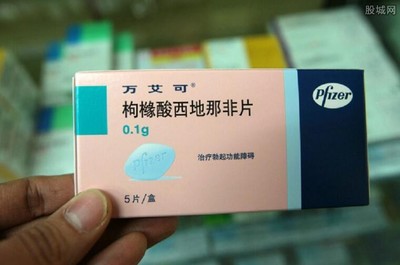 股城网
万艾可®
枸橼酸西地那非片
0.1g
Pfizer
治疗勃起功能障碍
5片/盒